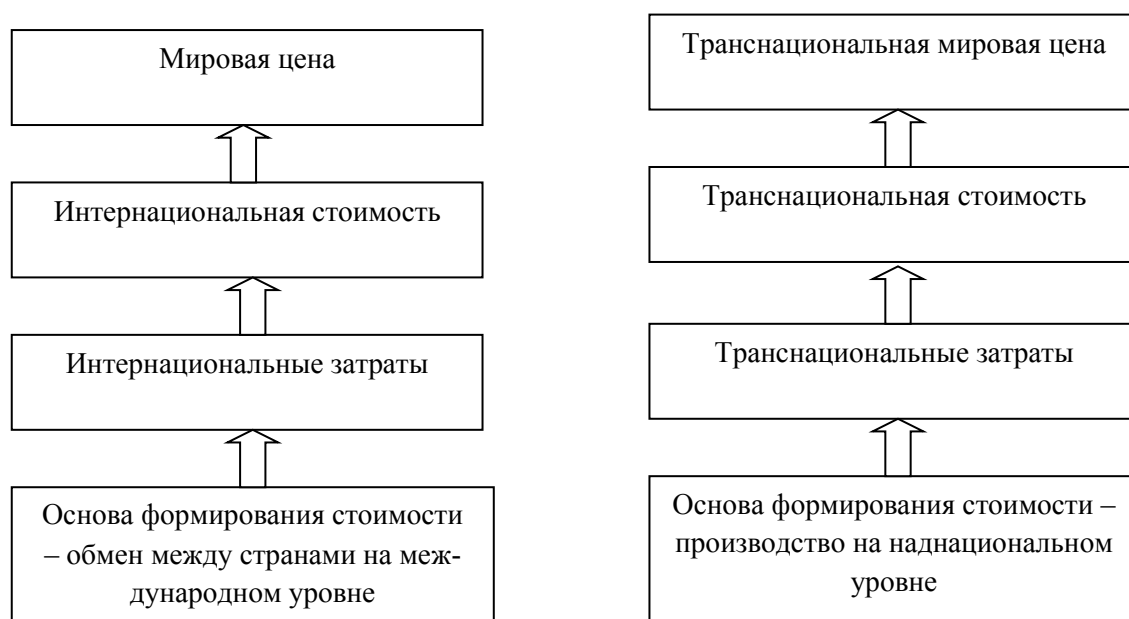 Мировая цена
Интернациональная стоимость
Интернациональные затраты
Основа формирования стоимости
– обмен между странами на меж-
дународном уровне
Транснациональная мировая цена
Транснациональная стоимость
Транснациональные затраты
Основа формирования стоимости –
производство на наднациональном
уровне